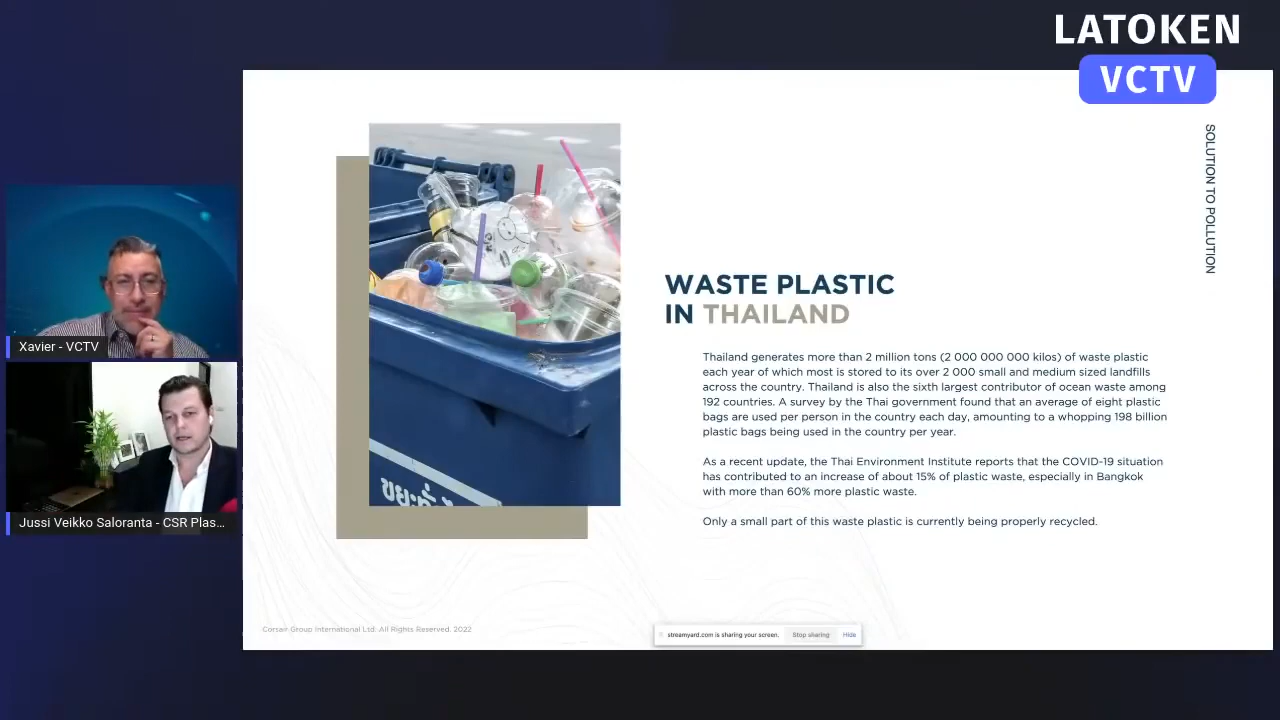 LATOKEN
VCTV
SOLUTION TO POLLUTION
WASTE PLASTIC
IN THAILAND
Thailand generates more than 2 million tons (2 000 000 000 kilos) of waste plastic
each year of which most is stored to its over 2 000 small and medium sized landfills
across the country. Thailand is also the sixth largest contributor of ocean waste among
192 countries. A survey by the Thai government found that an average of eight plastic
bags are used per person in the country each day, amounting to a whopping 198 billion
plastic bags being used in the country per year.
As a recent update, the Thai Environment Institute reports that the COVID-19 situation
has contributed to an increase of about 15% of plastic waste, especially in Bangkok
with more than 60% more plastic waste.
Only a small part of this waste plastic is currently being properly recycled.
Xavier - VCTV
Jussi Veikko Saloranta - CSR Plas...
Corsair Group International Ltd. All Rights Reserved. 2022
streamyard.com is sharing your screen.
Stop sharing
Hide